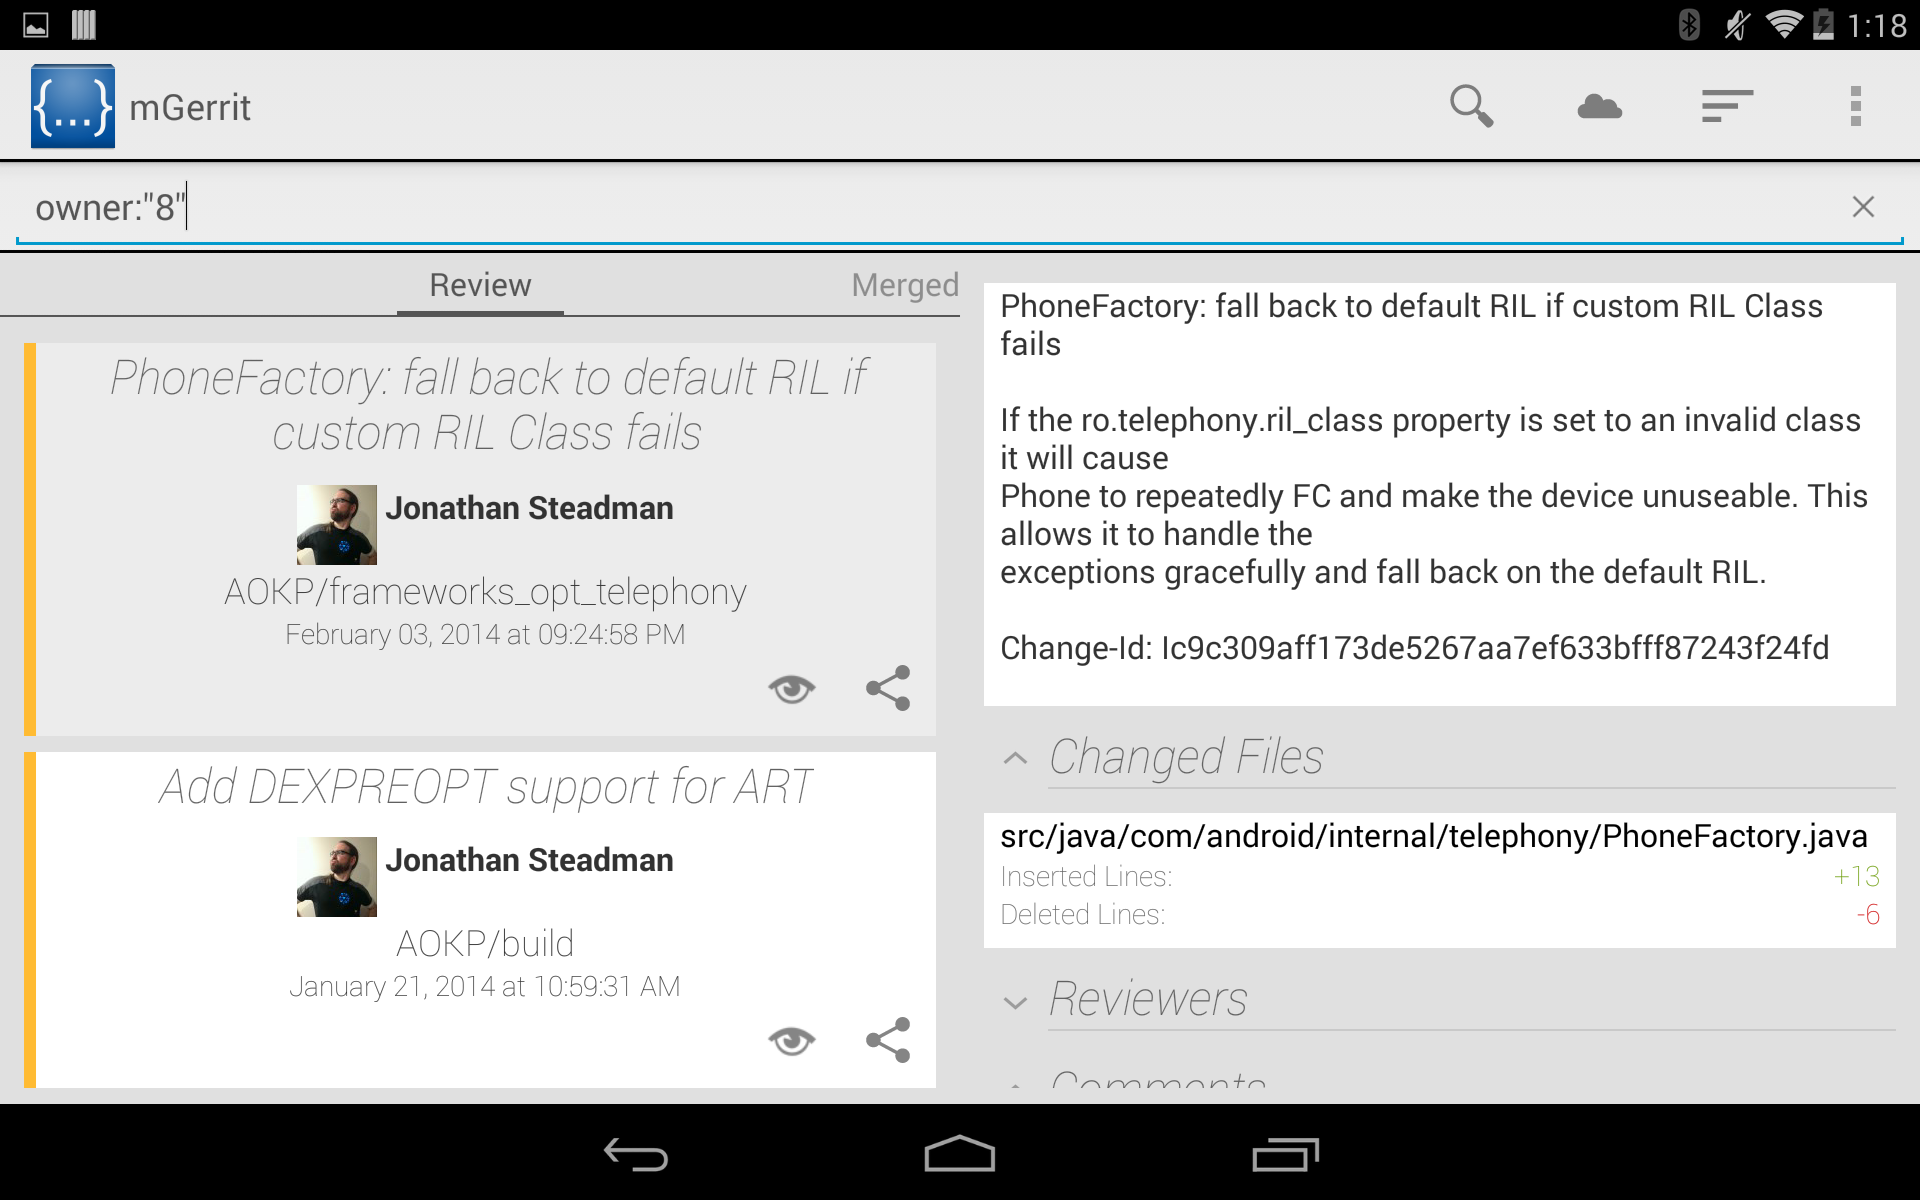 1:18
{...} mGerrit
owner:"8"
Review
Merged
PhoneFactory: fall back to default RIL if
custom RIL Class fails
Jonathan Steadman
AOKP/frameworks_opt_telephony
February 03, 2014 at 09:24:58 PM
Add DEXPREOPT support for ART
Jonathan Steadman
AOKP/build
January 21, 2014 at 10:59:31 AM
PhoneFactory: fall back to default RIL if custom RIL Class
fails
If the ro.telephony.ril_class property is set to an invalid class
it will cause
Phone to repeatedly FC and make the device unuseable. This
allows it to handle the
exceptions gracefully and fall back on the default RIL.
Change-Id: Ic9c309aff173de5267aa7ef633bfff87243f24fd
Changed Files
src/java/com/android/internal/telephony/PhoneFactory.java
Inserted Lines: +13
Deleted Lines: -6
Reviewers
Comments